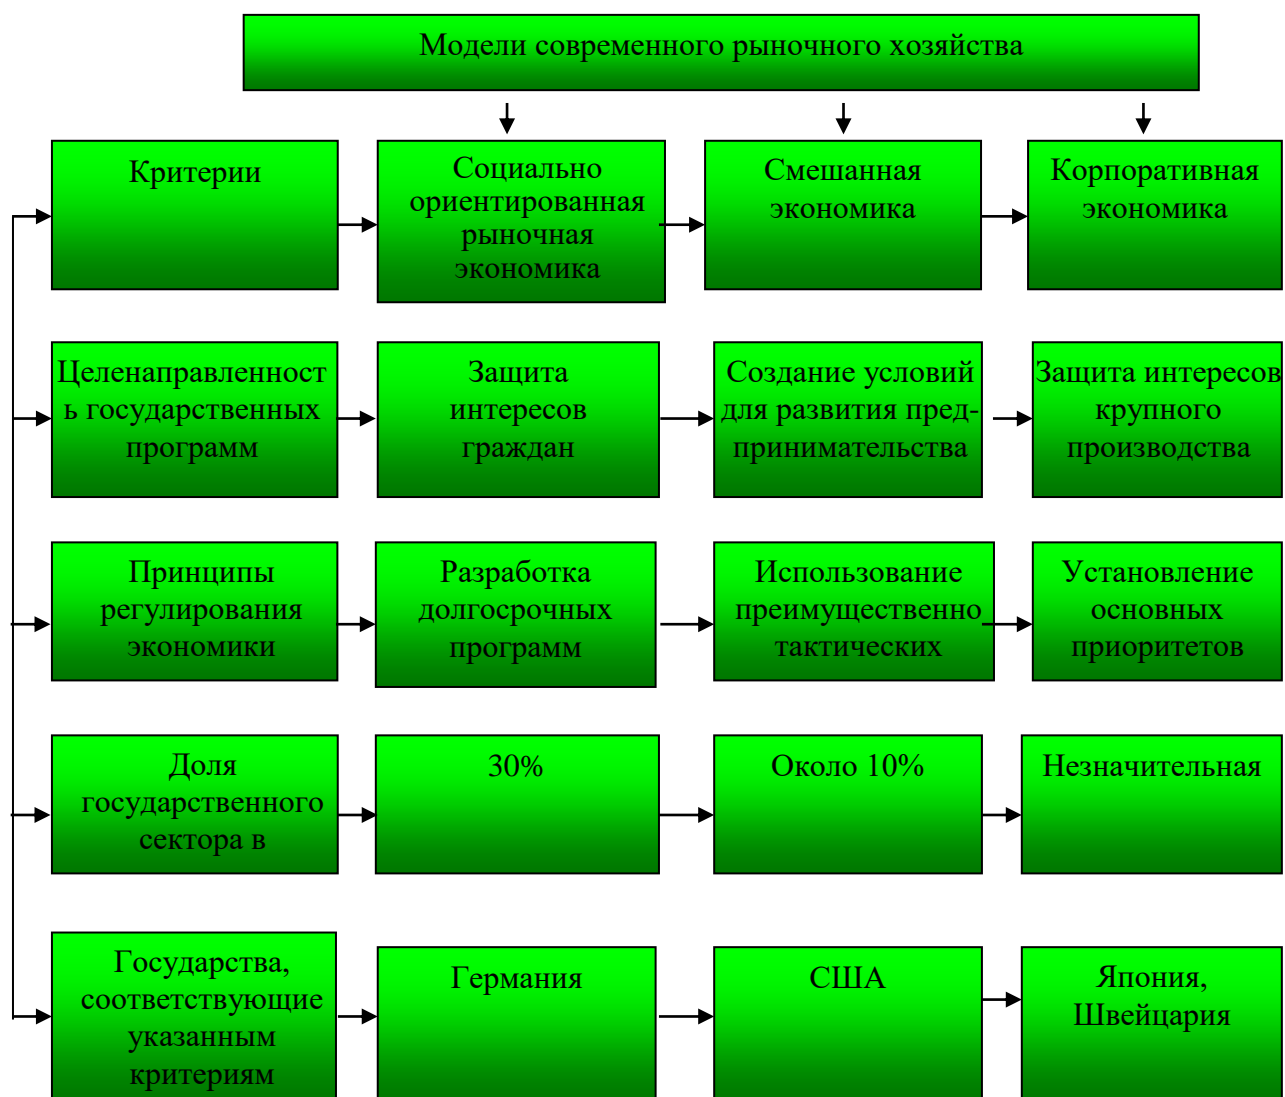 Модели современного рыночного хозяйства
Критерии
Социально
ориентированная
рыночная
экономика
Смешанная
экономика
Корпоративная
экономика
Целенаправленност
ь государственных
программ
Защита
интересов
граждан
Создание условий
для развития пред-
принимательства
Защита интересов
крупного
производства
Принципы
регулирования
экономики
Разработка
долгосрочных
программ
Использование
преимущественно
тактических
Установление
основных
приоритетов
Доля
государственного
сектора в
30%
Около 10%
Незначительная
Государства,
соответствующие
указанным
критериям
Германия
США
Япония,
Швейцария